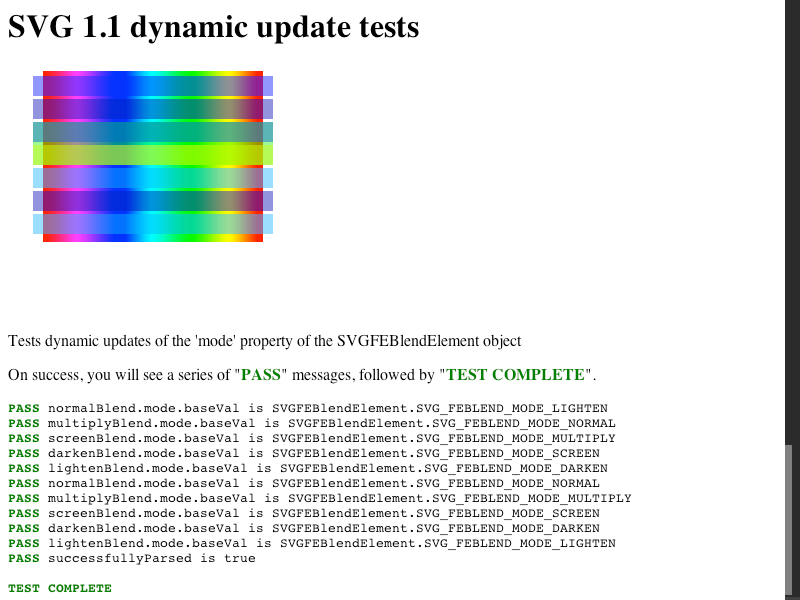 SVG 1.1 dynamic update tests
Tests dynamic updates of the 'mode' property of the SVGFEBlendElement object
On success, you will see a series of "PASS" messages, followed by "TEST COMPLETE".
PASS normalBlend.mode.baseVal is SVGFEBlendElement.SVG_FEBLEND_MODE_LIGHTEN
PASS multiplyBlend.mode.baseVal is SVGFEBlendElement.SVG_FEBLEND_MODE_NORMAL
PASS screenBlend.mode.baseVal is SVGFEBlendElement.SVG_FEBLEND_MODE_MULTIPLY
PASS darkenBlend.mode.baseVal is SVGFEBlendElement.SVG_FEBLEND_MODE_SCREEN
PASS lightenBlend.mode.baseVal is SVGFEBlendElement.SVG_FEBLEND_MODE_DARKEN
PASS normalBlend.mode.baseVal is SVGFEBlendElement.SVG_FEBLEND_MODE_NORMAL
PASS multiplyBlend.mode.baseVal is SVGFEBlendElement.SVG_FEBLEND_MODE_MULTIPLY
PASS screenBlend.mode.baseVal is SVGFEBlendElement.SVG_FEBLEND_MODE_SCREEN
PASS darkenBlend.mode.baseVal is SVGFEBlendElement.SVG_FEBLEND_MODE_DARKEN
PASS lightenBlend.mode.baseVal is SVGFEBlendElement.SVG_FEBLEND_MODE_LIGHTEN
PASS successfullyParsed is true
TEST COMPLETE